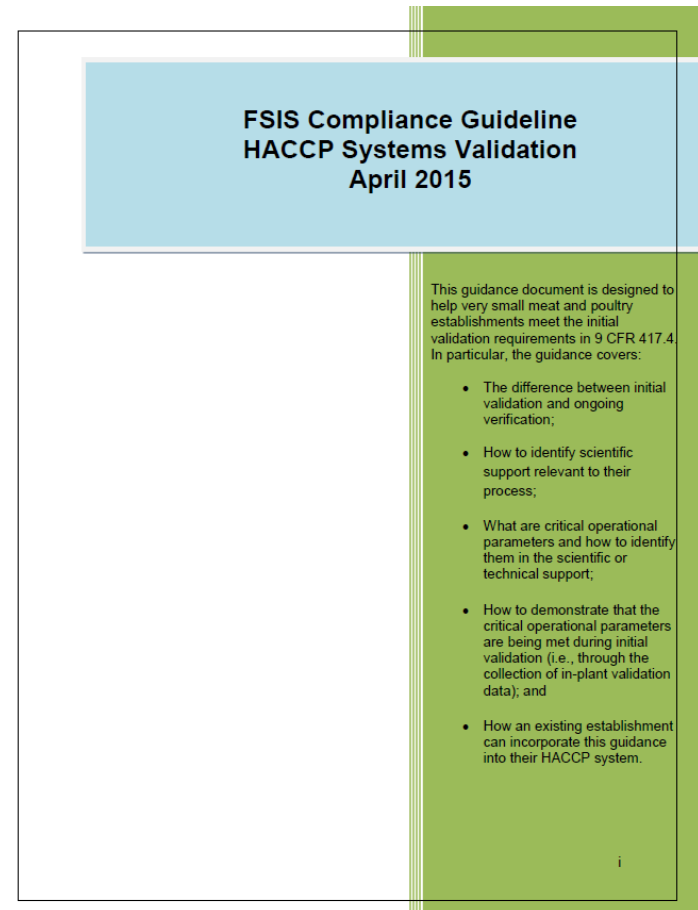 FSIS Compliance Guideline
HACCP Systems Validation
April 2015
This guidance document is designed to
help very small meat and poultry
establishments meet the initial
validation requirements in 9 CFR 417.4.
In particular, the guidance covers:
• The difference between initial
validation and ongoing
verification;
• How to identify scientific
support relevant to their
process;
• What are critical operational
parameters and how to identify
them in the scientific or
technical support;
• How to demonstrate that the
critical operational parameters
are being met during initial
validation (i.e., through the
collection of in-plant validation
data); and
• How an existing establishment
can incorporate this guidance
into their HACCP system.
i